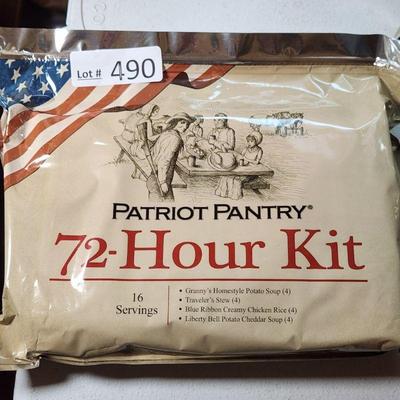 Lot # 490
PATRIOT PANTRY®
72-Hour Kit
16
Servings
• Granny's Homestyle Potato Soup (4)
• Traveler's Stew (4)
• Blue Ribbon Creamy Chicken Rice (4)
• Liberty Bell Potato Cheddar Soup (4)